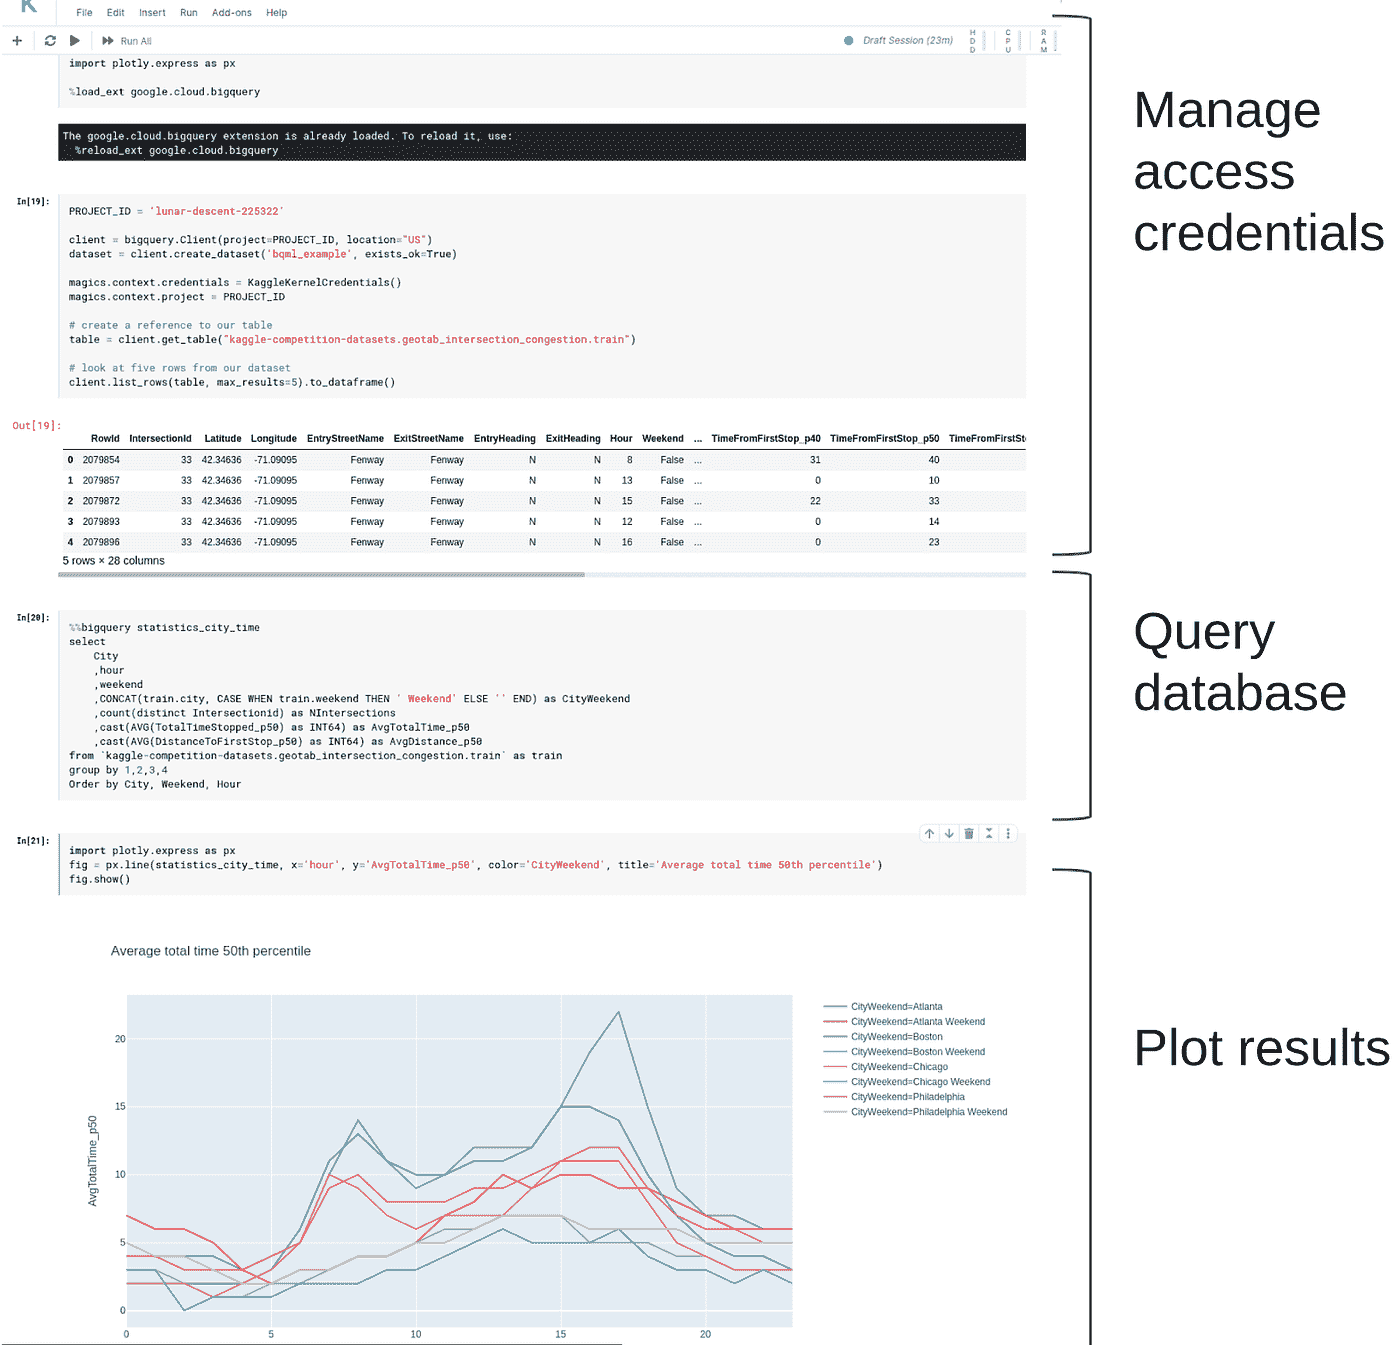 K
File Edit Insert Run Add-ons Help
+ Run All Draft Session (23m) HDD CPU RAM
import plotly.express as px
%load_ext google.cloud.bigquery
The google.cloud.bigquery extension is already loaded. To reload it, use:
%reload_ext google.cloud.bigquery
Manage
access
credentials
In[19]:
PROJECT_ID = 'lunar-descent-225322'
client = bigquery.Client(project=PROJECT_ID, location="US")
dataset = client.create_dataset('bqml_example', exists_ok=True)
magics.context.credentials = KaggleKernelCredentials()
magics.context.project = PROJECT_ID
# create a reference to our table
table = client.get_table("kaggle-competition-datasets.geotab_intersection_congestion.train")
# look at five rows from our dataset
client.list_rows(table, max_results=5).to_dataframe()
Out[19]:
RowId IntersectionId Latitude Longitude EntryStreetName ExitStreetName EntryHeading ExitHeading Hour Weekend ... TimeFromFirstStop_p40 TimeFromFirstStop_p50 TimeFromFirstSt
0 2079854 33 42.34636 -71.09095 Fenway Fenway N N 8 False ... 31 40
1 2079857 33 42.34636 -71.09095 Fenway Fenway N N 13 False ... 0 10
2 2079872 33 42.34636 -71.09095 Fenway Fenway N N 15 False ... 22 33
3 2079893 33 42.34636 -71.09095 Fenway Fenway N N 12 False ... 0 14
4 2079896 33 42.34636 -71.09095 Fenway Fenway N N 16 False ... 0 23
5 rows × 28 columns
In[20]:
%%bigquery statistics_city_time
select
City
,hour
,weekend
,CONCAT(train.city, CASE WHEN train.weekend THEN ' Weekend' ELSE '' END) as CityWeekend
,count(distinct Intersectionid) as NIntersections
,cast(AVG(TotalTimeStopped_p50) as INT64) as AvgTotalTime_p50
,cast(AVG(DistanceToFirstStop_p50) as INT64) as AvgDistance_p50
from `kaggle-competition-datasets.geotab_intersection_congestion.train` as train
group by 1,2,3,4
Order by City, Weekend, Hour
Query
database
In[21]:
import plotly.express as px
fig = px.line(statistics_city_time, x='hour', y='AvgTotalTime_p50', color='CityWeekend', title='Average total time 50th percentile')
fig.show()
Average total time 50th percentile
CityWeekend=Atlanta
CityWeekend=Atlanta Weekend
CityWeekend=Boston
CityWeekend=Boston Weekend
CityWeekend=Chicago
CityWeekend=Chicago Weekend
CityWeekend=Philadelphia
CityWeekend=Philadelphia Weekend
Plot results
AvgTotalTime_p50
20
15
10
5
0
0 5 10 15 20